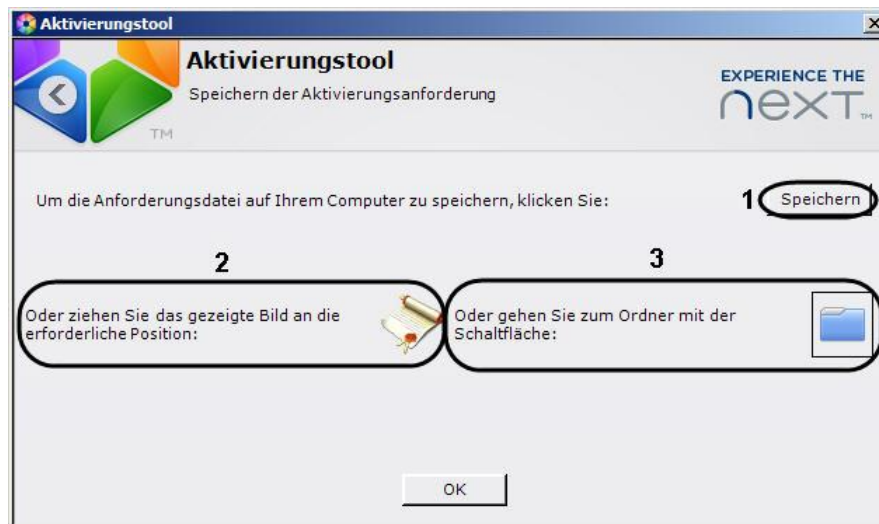 Aktivierungstool
Aktivierungstool
Speichern der Aktivierungsanforderung
EXPERIENCE THE
next™
TM
Um die Anforderungsdatei auf Ihrem Computer zu speichern, klicken Sie:
1
Speichern
2
3
Oder ziehen Sie das gezeigte Bild an die
erforderliche Position:
Oder gehen Sie zum Ordner mit der
Schaltfläche:
OK